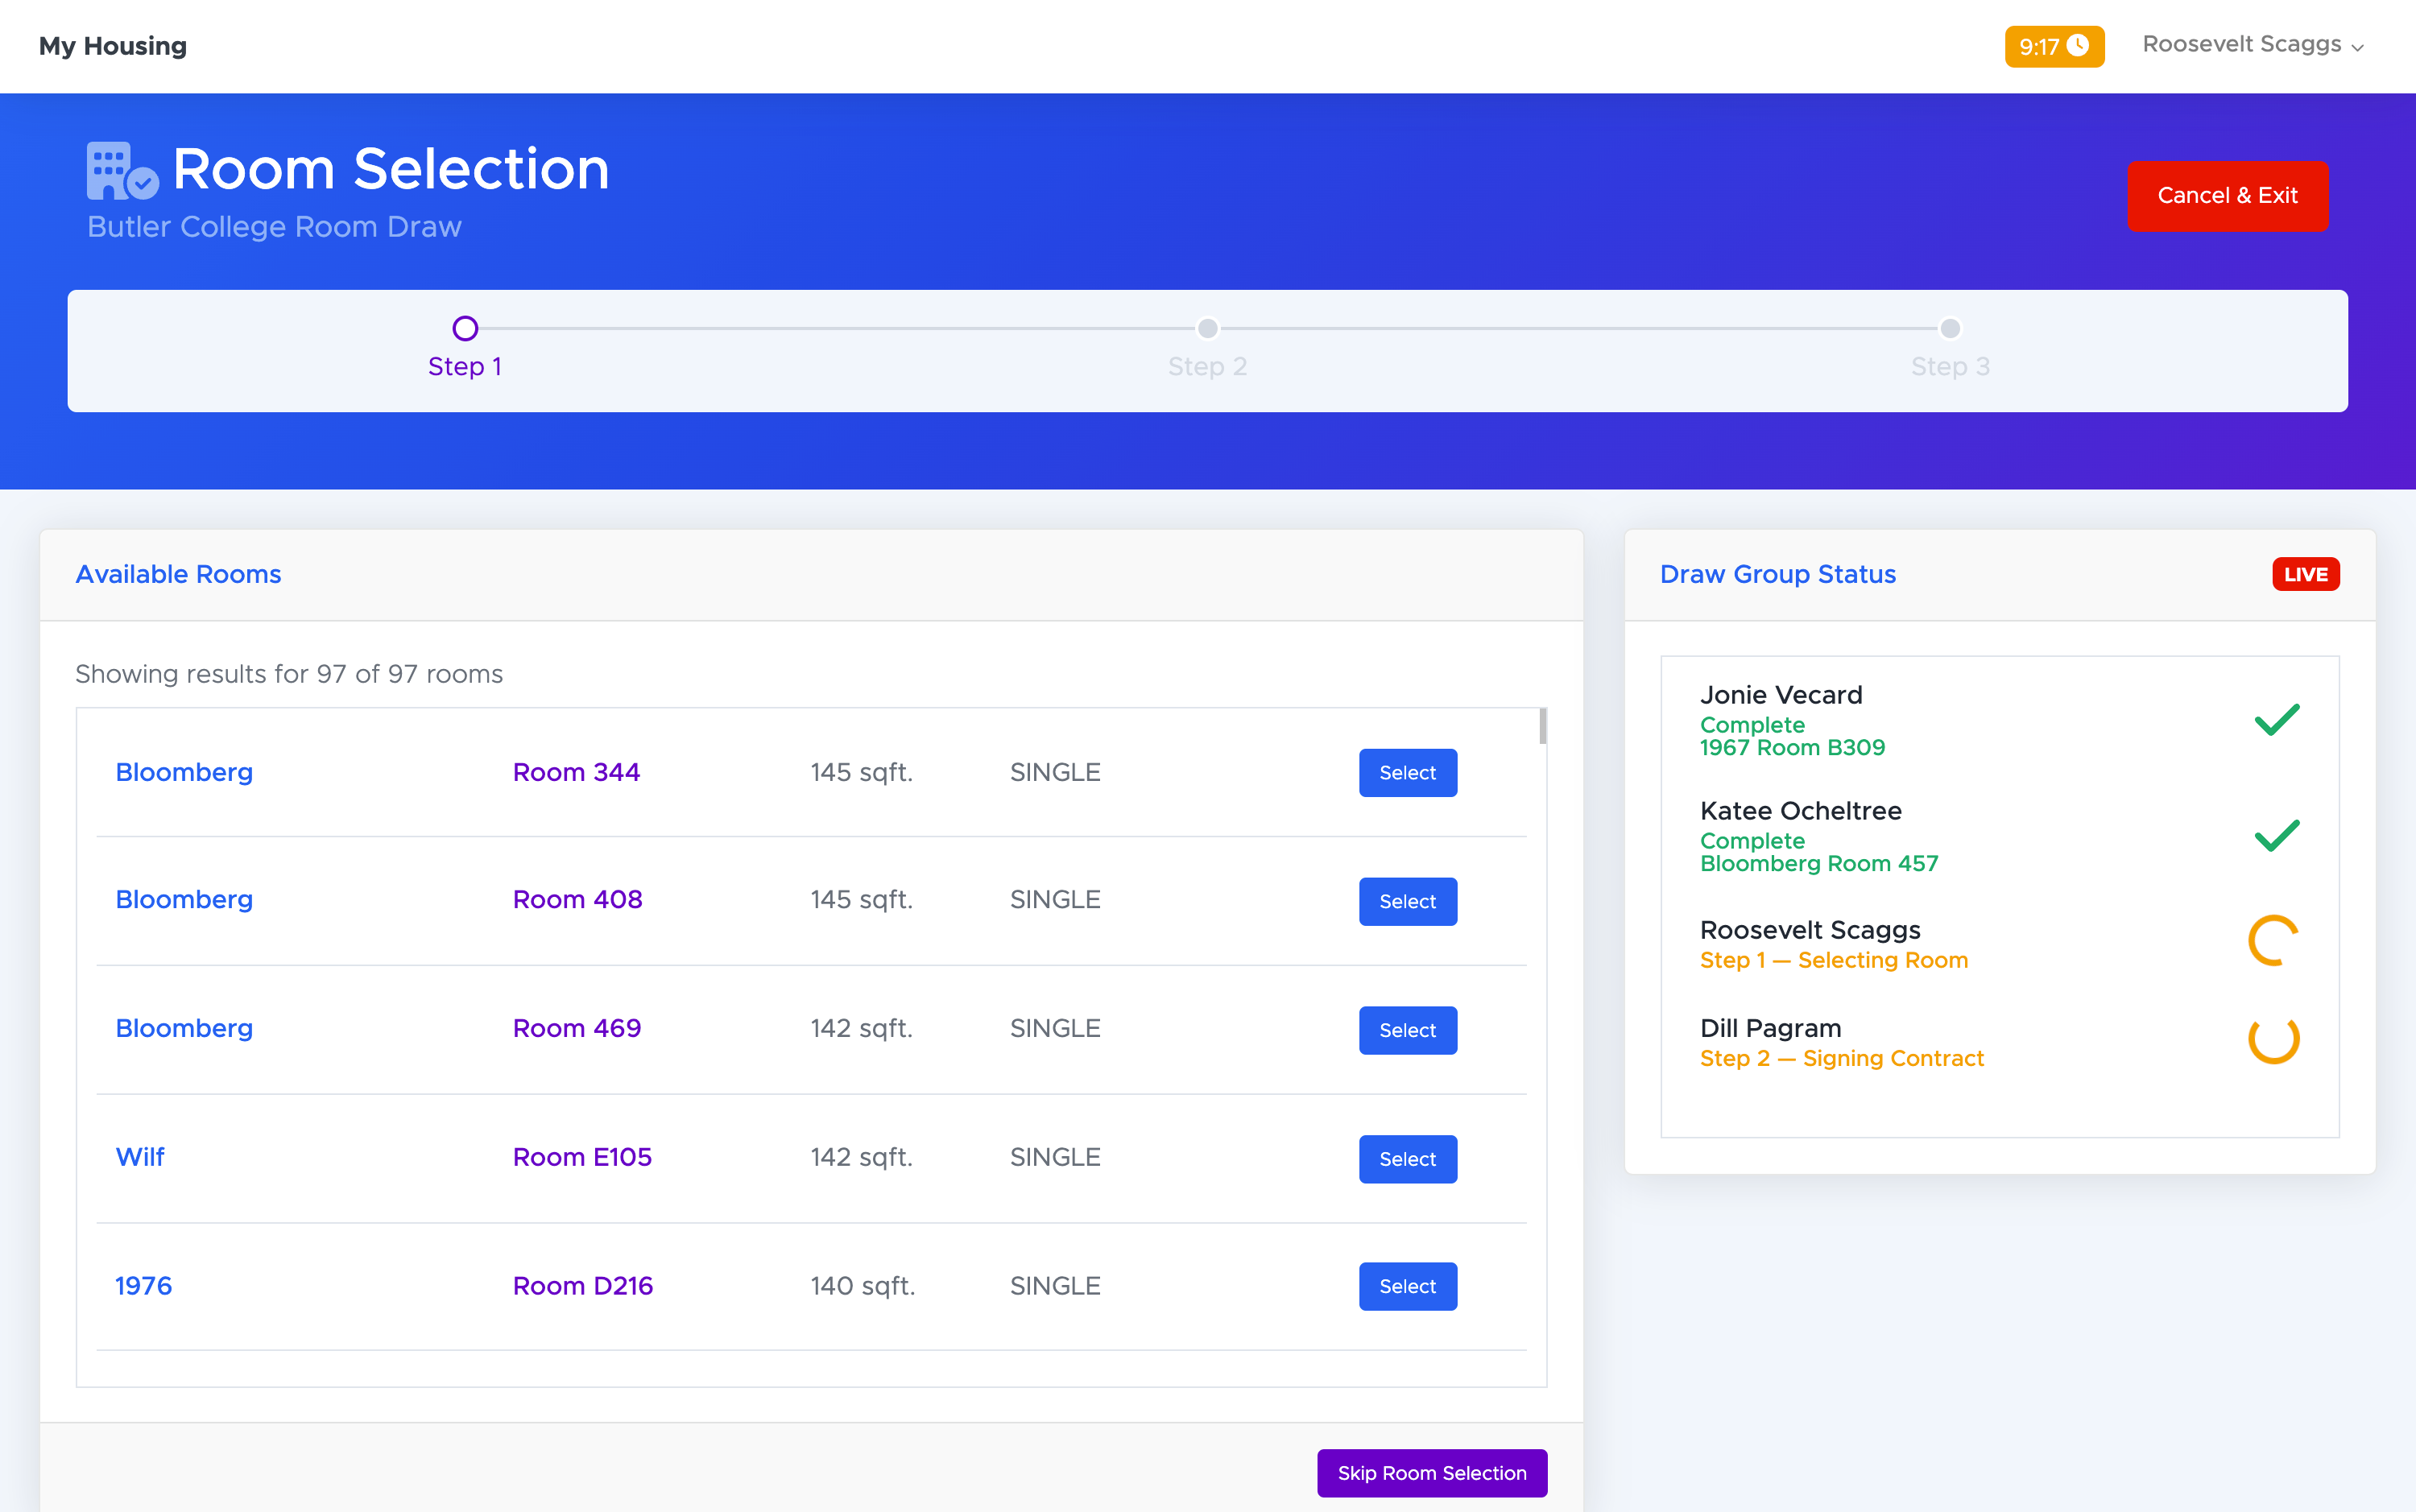 My Housing
9:17
Roosevelt Scaggs
Room Selection
Butler College Room Draw
Cancel & Exit
Step 1
Step 2
Step 3
Available Rooms
Showing results for 97 of 97 rooms
Bloomberg Room 344 145 sqft. SINGLE Select
Bloomberg Room 408 145 sqft. SINGLE Select
Bloomberg Room 469 142 sqft. SINGLE Select
Wilf Room E105 142 sqft. SINGLE Select
1976 Room D216 140 sqft. SINGLE Select
Skip Room Selection
Draw Group Status
LIVE
Jonie Vecard
Complete
1967 Room B309
Katee Ocheltree
Complete
Bloomberg Room 457
Roosevelt Scaggs
Step 1 — Selecting Room
Dill Pagram
Step 2 — Signing Contract